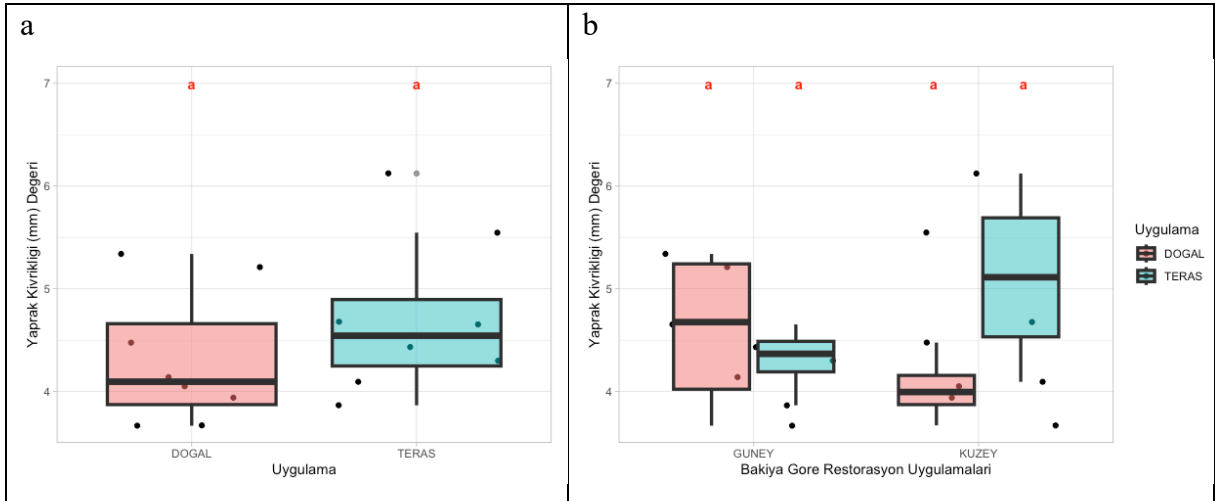 a
7
6
5
4
a a
DOGAL TERAS
Uygulama
Yaprak Kivrikligi (mm) Degeri
b
7
6
5
4
a a a a
GUNEY KUZEY
Bakiya Gore Restorasyon Uygulamalari
Yaprak Kivrikligi (mm) Degeri
Uygulama
DOGAL
TERAS